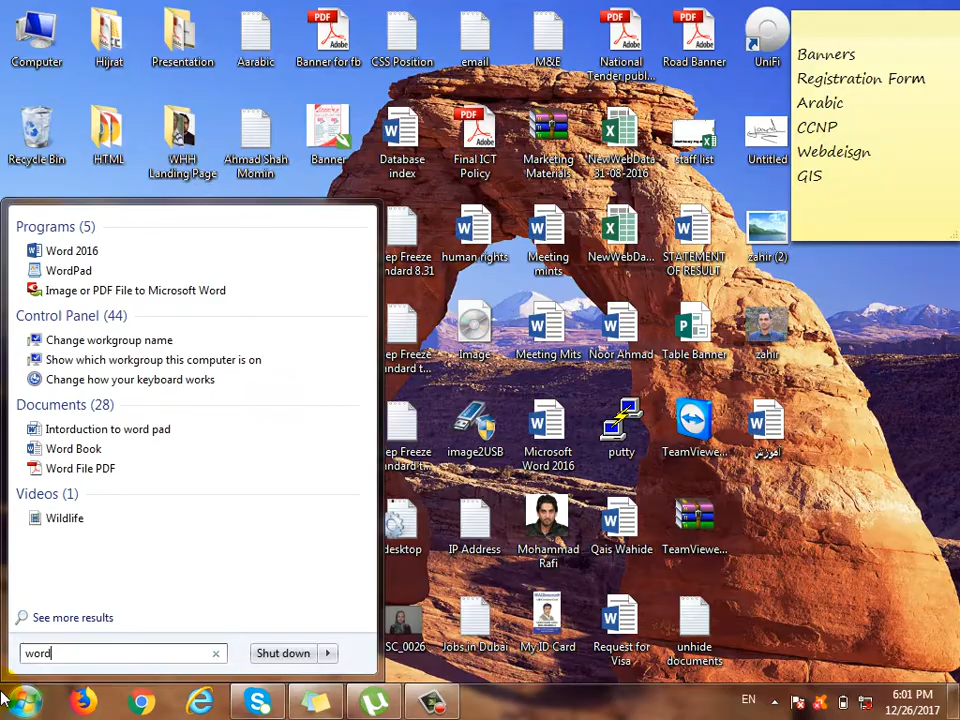 Computer
Hijrat
Presentation
Aarabic
Banner for fb
CSS Position
email
M&E
National
Tender publ...
Road Banner
UniFi
Banners
Registration Form
Arabic
CCNP
Webdeisgn
GIS
Recycle Bin
HTML
WHH
Landing Page
Ahmad Shah
Momin
Banner
Database
index
Final ICT
Policy
Marketing
Materials
NewWebData
31-08-2016
staff list
Untitled
ep Freeze
ndard 8.31
human rights
Meeting
mints
NewWebDa...
STATEMENT
OF RESULT
zahir (2)
ep Freeze
ndard t...
Image
Meeting Mits
Noor Ahmad
Table Banner
zahir
ep Freeze
ndard t...
image2USB
Microsoft
Word 2016
putty
TeamViewe...
اموزش
desktop
IP Address
Mohammad
Rafi
Qais Wahide
TeamViewe...
SC_0026
Jobs.in Dubai
My ID Card
Request for
Visa
unhide
documents
Programs (5)
Word 2016
WordPad
Image or PDF File to Microsoft Word
Control Panel (44)
Change workgroup name
Show which workgroup this computer is on
Change how your keyboard works
Documents (28)
Intorduction to word pad
Word Book
Word File PDF
Videos (1)
Wildlife
See more results
word
Shut down
EN
6:01 PM
12/26/2017